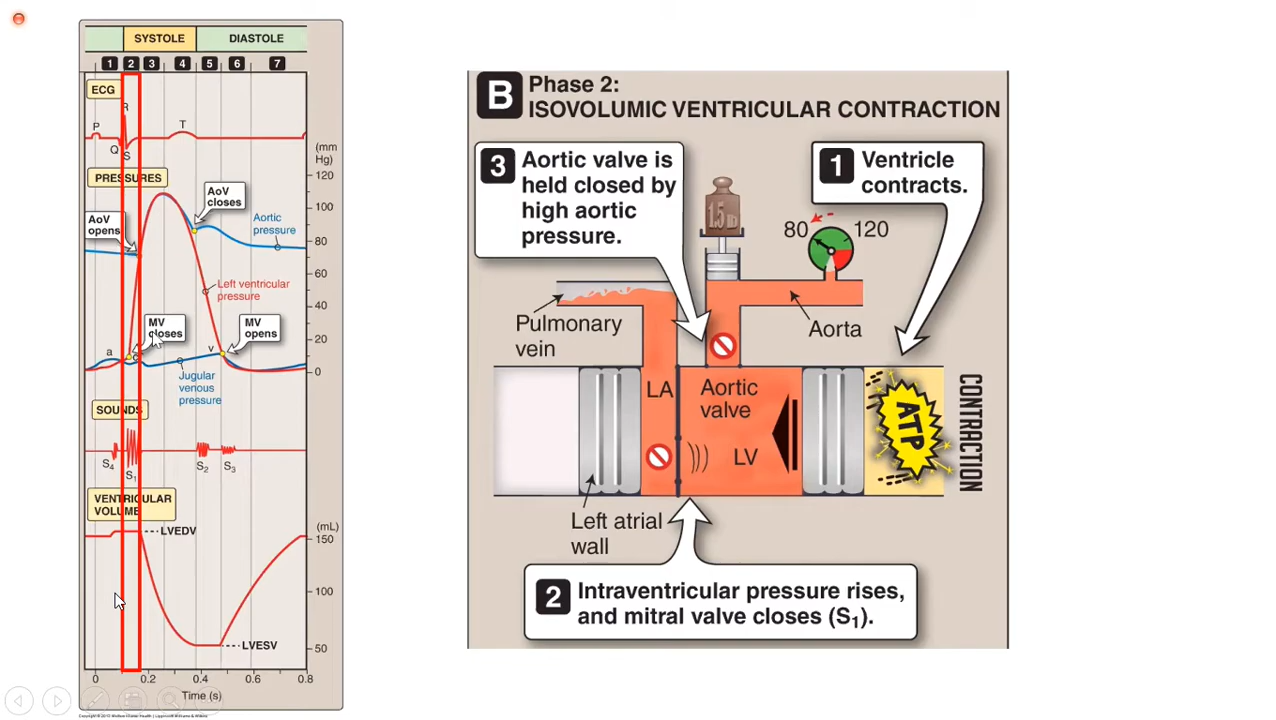 SYSTOLE DIASTOLE
1 2 3 4 5 6 7
ECG
R
P
T
Q
S
(mm
Hg)
PRESSURES
120
AoV
closes
100
AoV
opens
Aortic
pressure
80
60
Left ventricular
pressure
40
MV
closes
MV
opens
20
a
v
0
Jugular
venous
pressure
SOUNDS
S4
S1
S2
S3
VENTRICULAR
VOLUME
(mL)
LVEDV
150
100
LVESV
50
0 0.2 0.4 0.6 0.8
Time (s)
B
Phase 2:
ISOVOLUMIC VENTRICULAR CONTRACTION
3
Aortic valve is
held closed by
high aortic
pressure.
1
Ventricle
contracts.
80
120
Pulmonary
vein
Aorta
LA
Aortic
valve
LV
ATP
CONTRACTION
Left atrial
wall
2
Intraventricular pressure rises,
and mitral valve closes (S1).